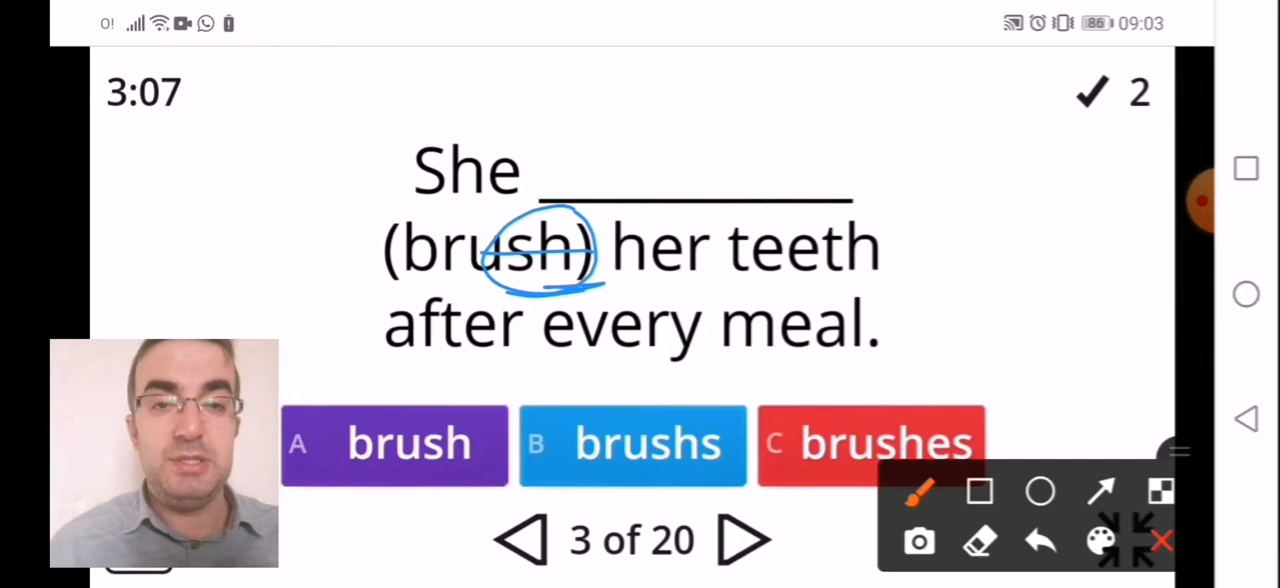 O! 86 09:03
3:07 ✓ 2
She __________
(brush) her teeth
after every meal.
A brush B brushs C brushes
3 of 20